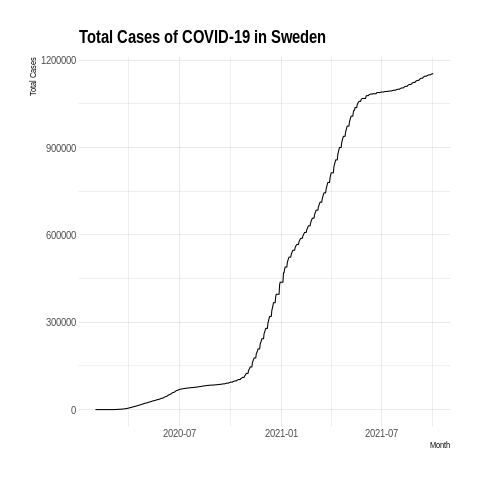 Total Cases of COVID-19 in Sweden
Total Cases
1200000
900000
600000
300000
0
2020-07 2021-01 2021-07
Month